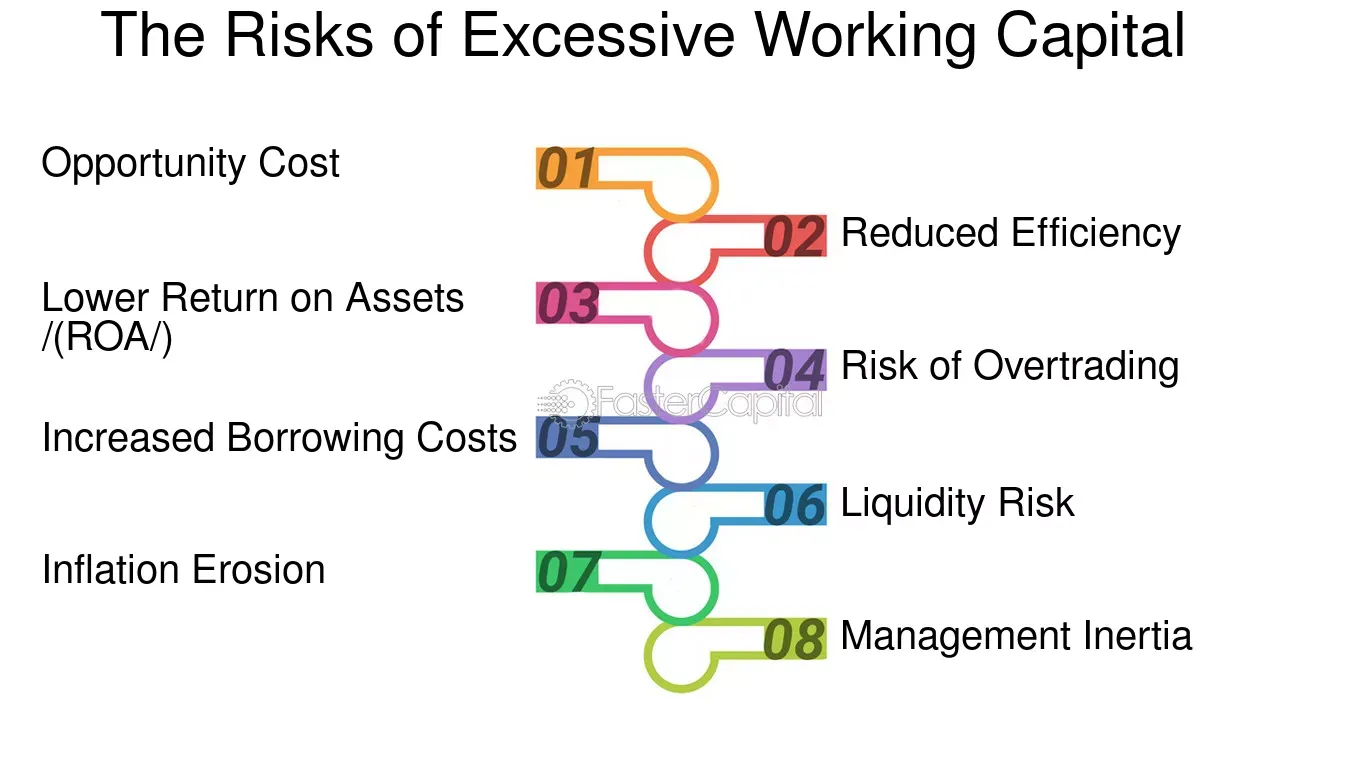 The Risks of Excessive Working Capital
Opportunity Cost
01
02
Reduced Efficiency
Lower Return on Assets
/(ROA/)
03
04
Risk of Overtrading
FasterCapital
Increased Borrowing Costs
05
06
Liquidity Risk
Inflation Erosion
07
08
Management Inertia